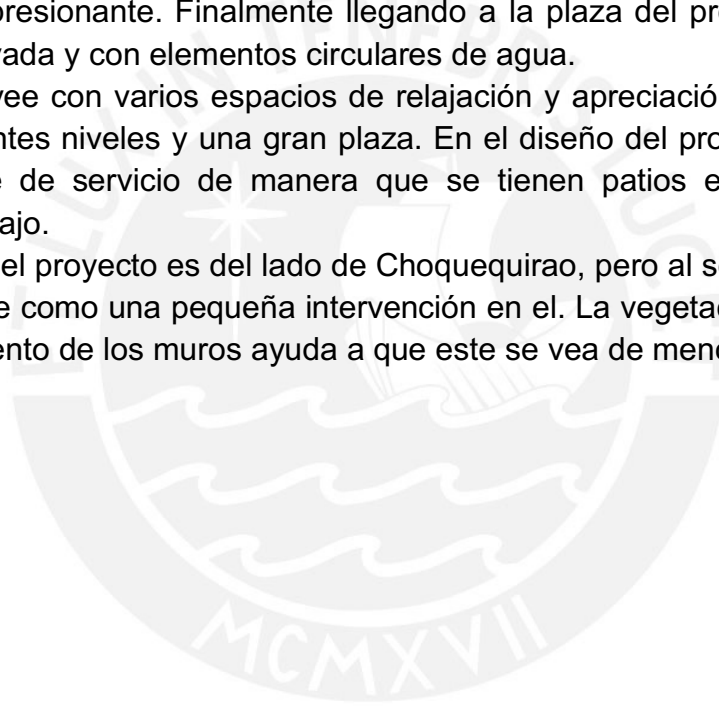 presionante. Finalmente llegando a la plaza del pr
vada y con elementos circulares de agua.
yee con varios espacios de relajación y apreciació
ntes niveles y una gran plaza. En el diseño del pro
e de servicio de manera que se tienen patios e
ajo.
el proyecto es del lado de Choquequirao, pero al s
e como una pequeña intervención en el. La vegeta
ento de los muros ayuda a que este se vea de men
MCMXVII